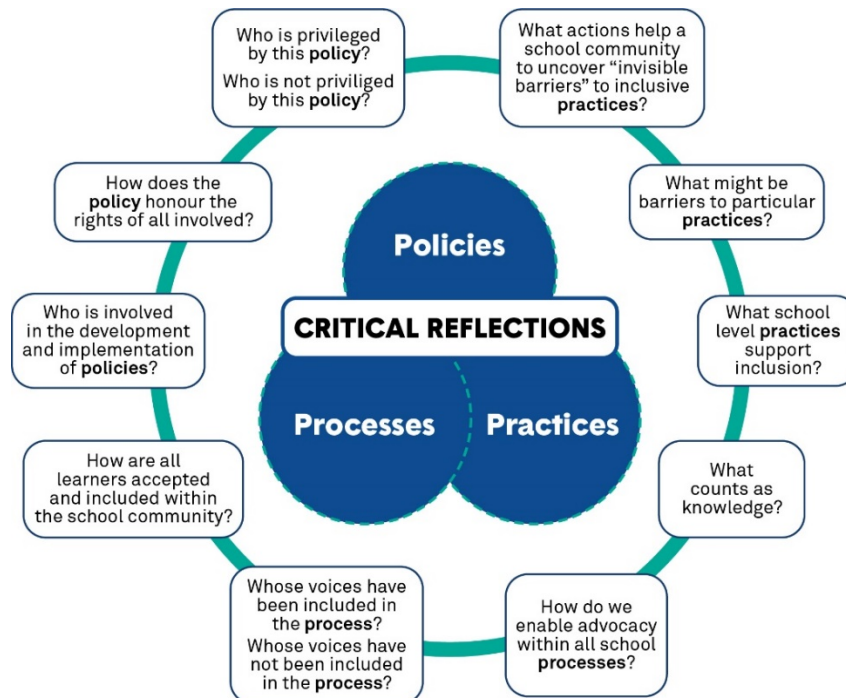 Who is privileged
by this policy?
Who is not priviliged
by this policy?
What actions help a
school community
to uncover “invisible
barriers” to inclusive
practices?
How does the
policy honour the
rights of all involved?
What might be
barriers to particular
practices?
Policies
CRITICAL REFLECTIONS
Processes
Practices
Who is involved
in the development
and implementation
of policies?
What school
level practices
support
inclusion?
How are all
learners accepted
and included within
the school community?
What
counts as
knowledge?
Whose voices have
been included in
the process?
Whose voices have
not been included
in the process?
How do we
enable advocacy
within all school
processes?